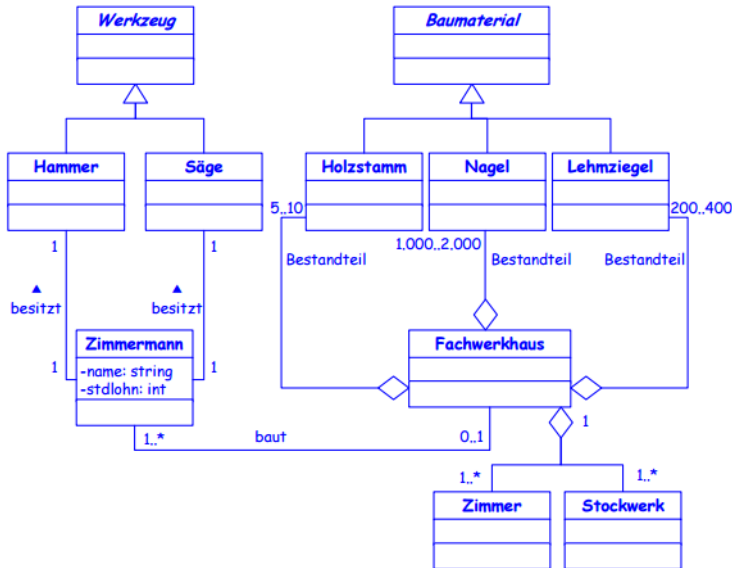 Werkzeug
Baumaterial
Hammer
Säge
Holzstamm
Nagel
Lehmziegel
5..10
200..400
1
1
1.000..2.000
Bestandteil
Bestandteil
Bestandteil
▲
besitzt
▲
besitzt
Zimmermann
-name: string
-stdlohn: int
1
1
Fachwerkhaus
1..*
baut
0..1
1
1..*
1..*
Zimmer
Stockwerk